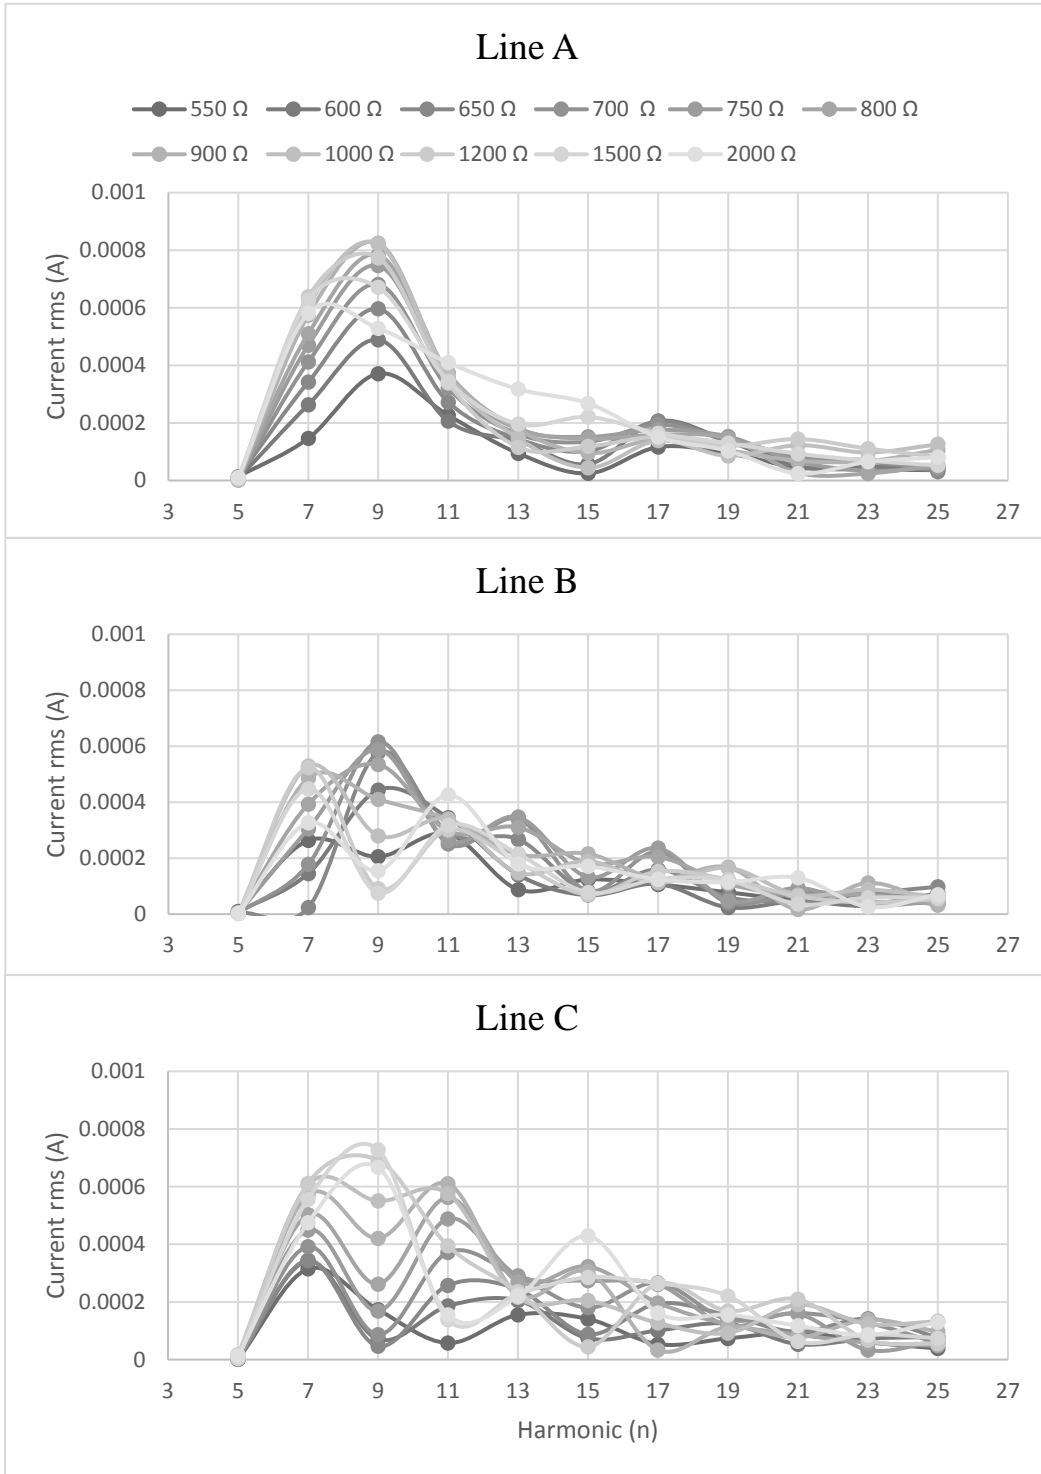 Line A
550 Ω 600 Ω 650 Ω 700 Ω 750 Ω 800 Ω
900 Ω 1000 Ω 1200 Ω 1500 Ω 2000 Ω
Current rms (A)
0.001
0.0008
0.0006
0.0004
0.0002
0
3 5 7 9 11 13 15 17 19 21 23 25 27
Line B
Current rms (A)
0.001
0.0008
0.0006
0.0004
0.0002
0
3 5 7 9 11 13 15 17 19 21 23 25 27
Line C
Current rms (A)
0.001
0.0008
0.0006
0.0004
0.0002
0
3 5 7 9 11 13 15 17 19 21 23 25 27
Harmonic (n)